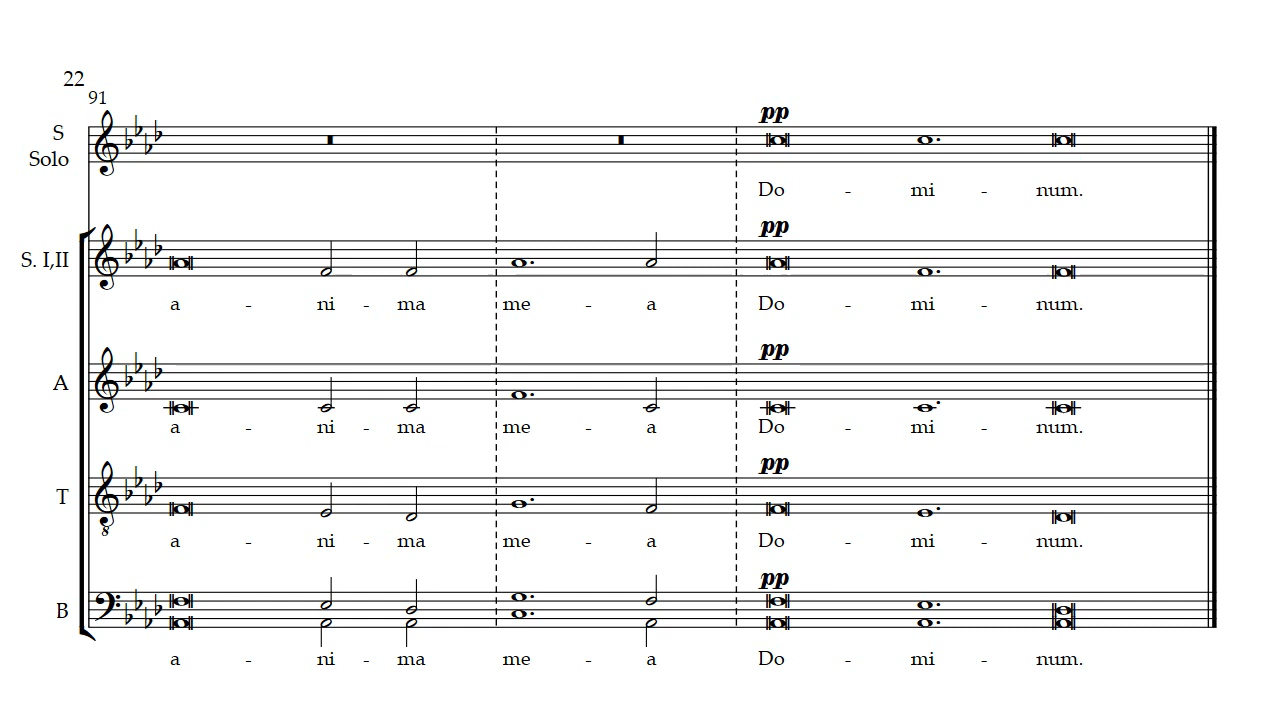 22
91
S
Solo
pp
Do - mi - num.
S. I,II
pp
a - ni - ma me - a Do - mi - num.
A
pp
a - ni - ma me - a Do - mi - num.
T
pp
8
a - ni - ma me - a Do - mi - num.
B
pp
a - ni - ma me - a Do - mi - num.